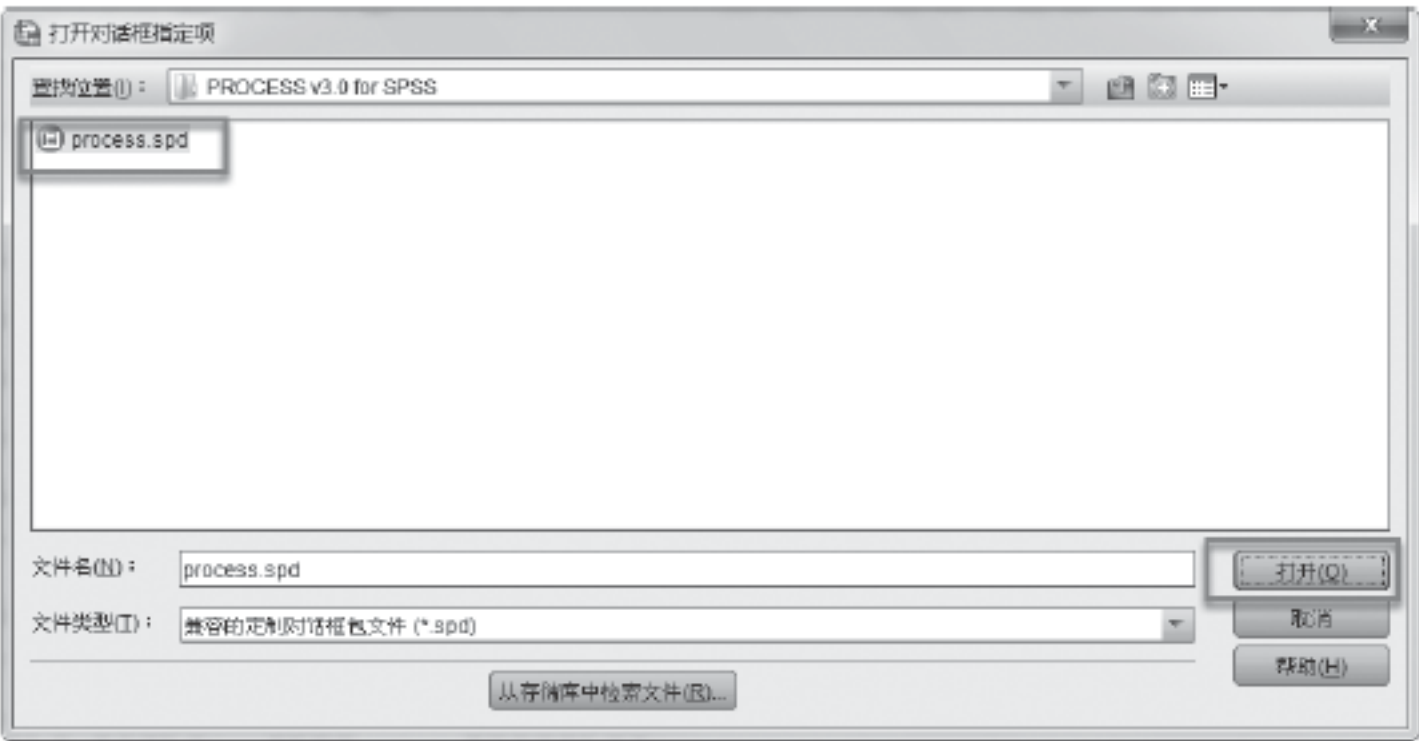 打开对话框指定项
查找位置(I)： PROCESS v3.0 for SPSS
process.spd
文件名(N)： process.spd
打开(O)
文件类型(T)： 兼容的定制对话框包文件 (*.spd)
取消
帮助(H)
从存储库中检索文件(R)...